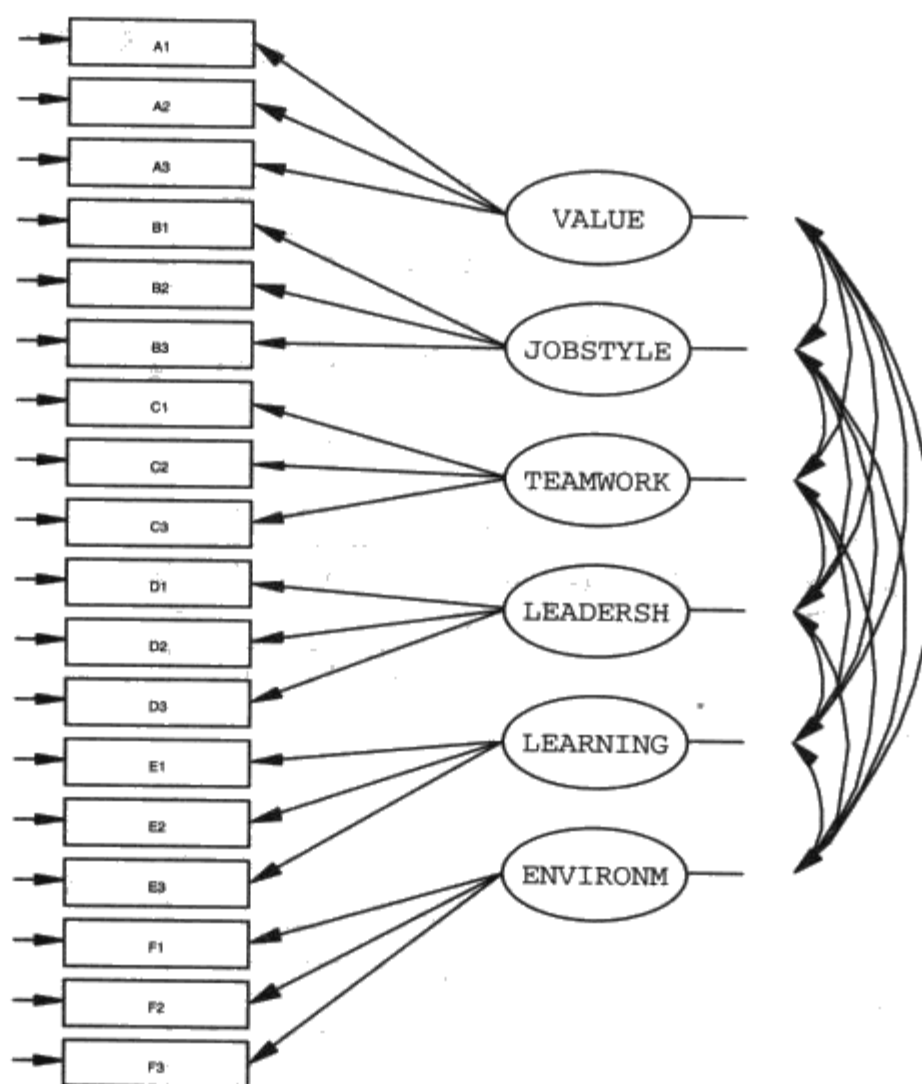 A1
A2
A3
B1
B2
B3
C1
C2
C3
D1
D2
D3
E1
E2
E3
F1
F2
F3
VALUE
JOBSTYLE
TEAMWORK
LEADERSH
LEARNING
ENVIRONM